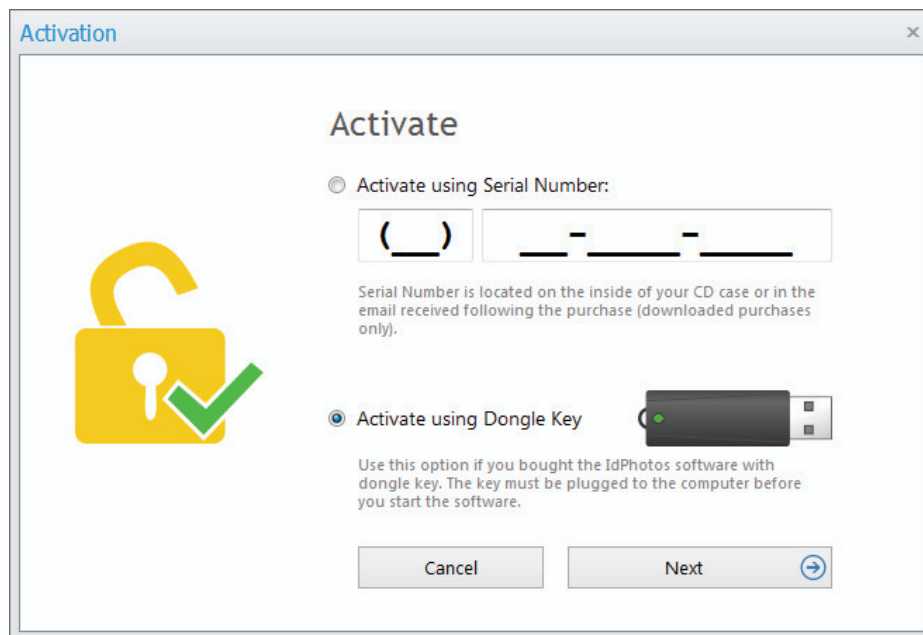 Activation
Activate
Activate using Serial Number:
(__) __-____-____
Serial Number is located on the inside of your CD case or in the
email received following the purchase (downloaded purchases
only).
Activate using Dongle Key
Use this option if you bought the IdPhotos software with
dongle key. The key must be plugged to the computer before
you start the software.
Cancel
Next